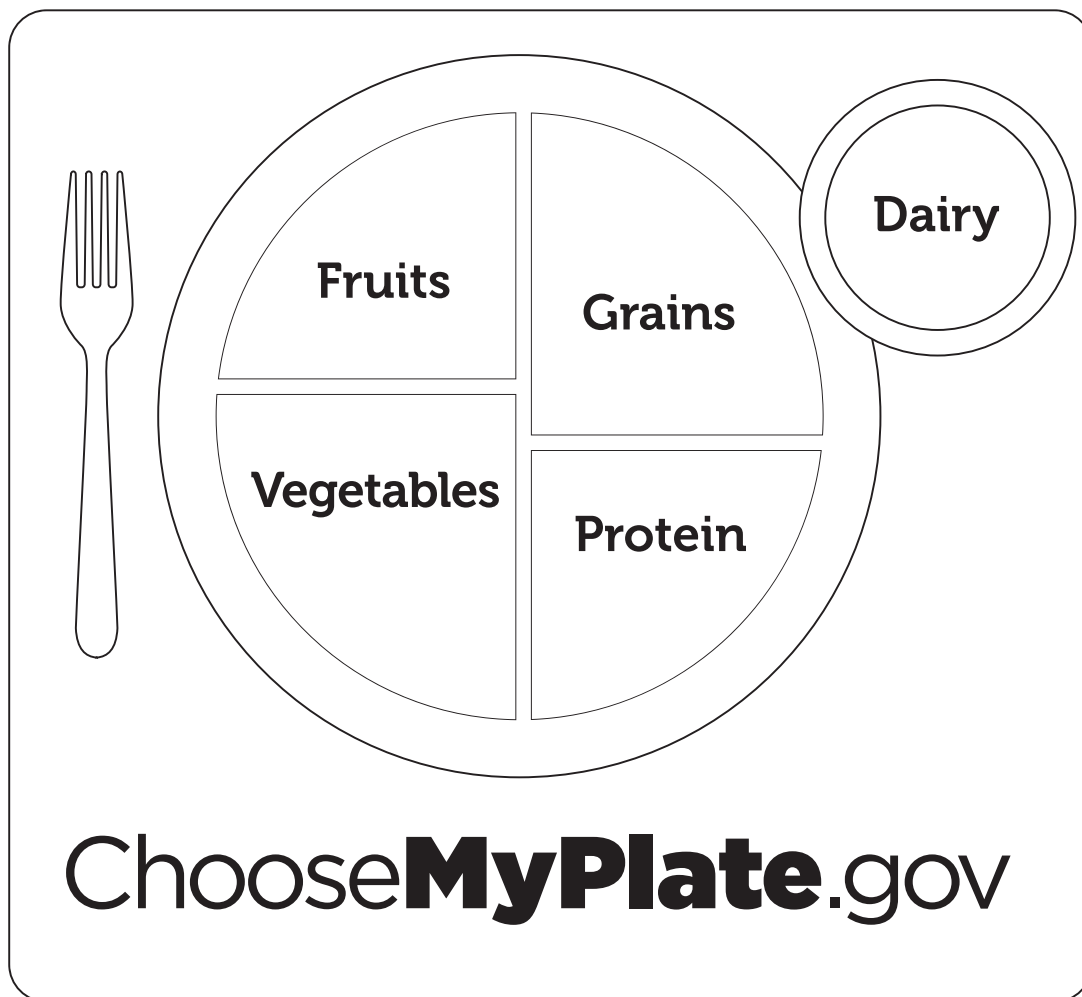 Dairy
Fruits
Grains
Vegetables
Protein
ChooseMyPlate.gov